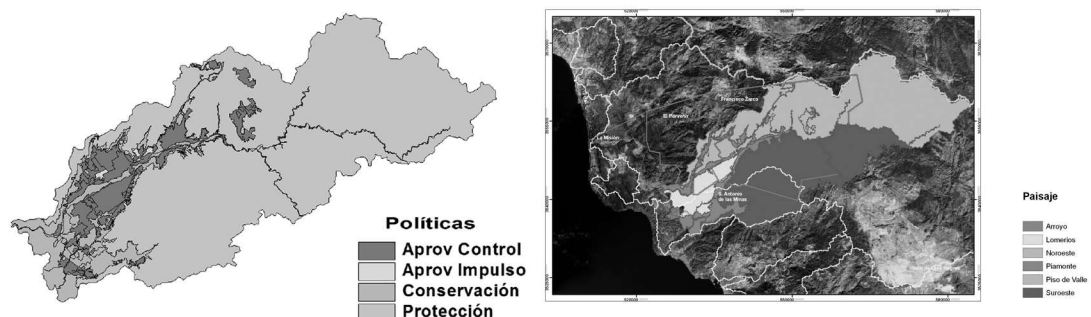 Políticas
Aprov Control
Aprov Impulso
Conservación
Protección
Francisco Zarco
El Porvenir
La Misión
S. Antonio
de las Minas
Paisaje
Arroyo
Lomerios
Noroeste
Piamonte
Piso de Valle
Suroeste